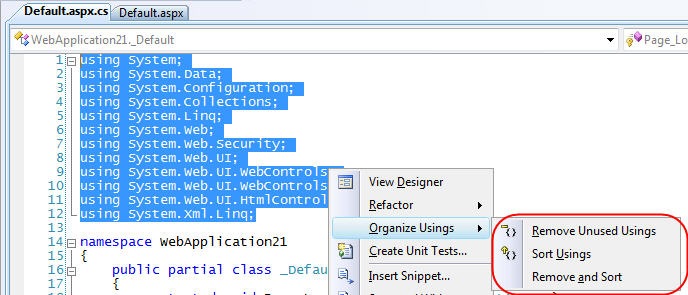 Default.aspx.cs Default.aspx
WebApplication21._Default Page_Lo
1 using System;
2 using System.Data;
3 using System.Configuration;
4 using System.Collections;
5 using System.Linq;
6 using System.Web;
7 using System.Web.Security;
8 using System.Web.UI;
9 using System.Web.UI.WebControls
10 using System.Web.UI.WebControls
11 using System.Web.UI.HtmlControl
12 using System.Xml.Linq;
13
14 namespace WebApplication21
15 {
16 public partial class _Defau
17 {
View Designer
Refactor
Organize Usings
Create Unit Tests...
Insert Snippet...
Remove Unused Usings
Sort Usings
Remove and Sort